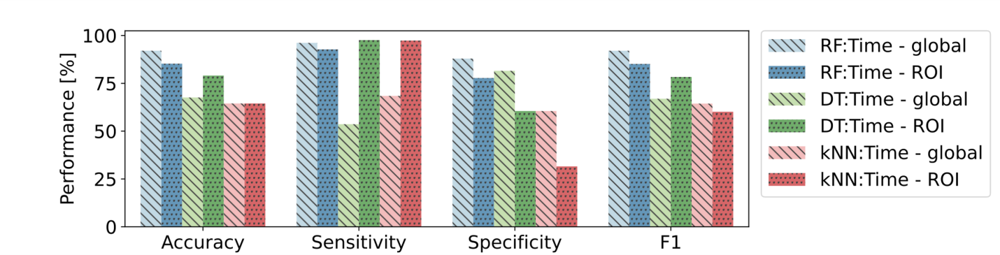 Performance [%]
100
75
50
25
0
Accuracy
Sensitivity
Specificity
F1
RF:Time - global
RF:Time - ROI
DT:Time - global
DT:Time - ROI
kNN:Time - global
kNN:Time - ROI